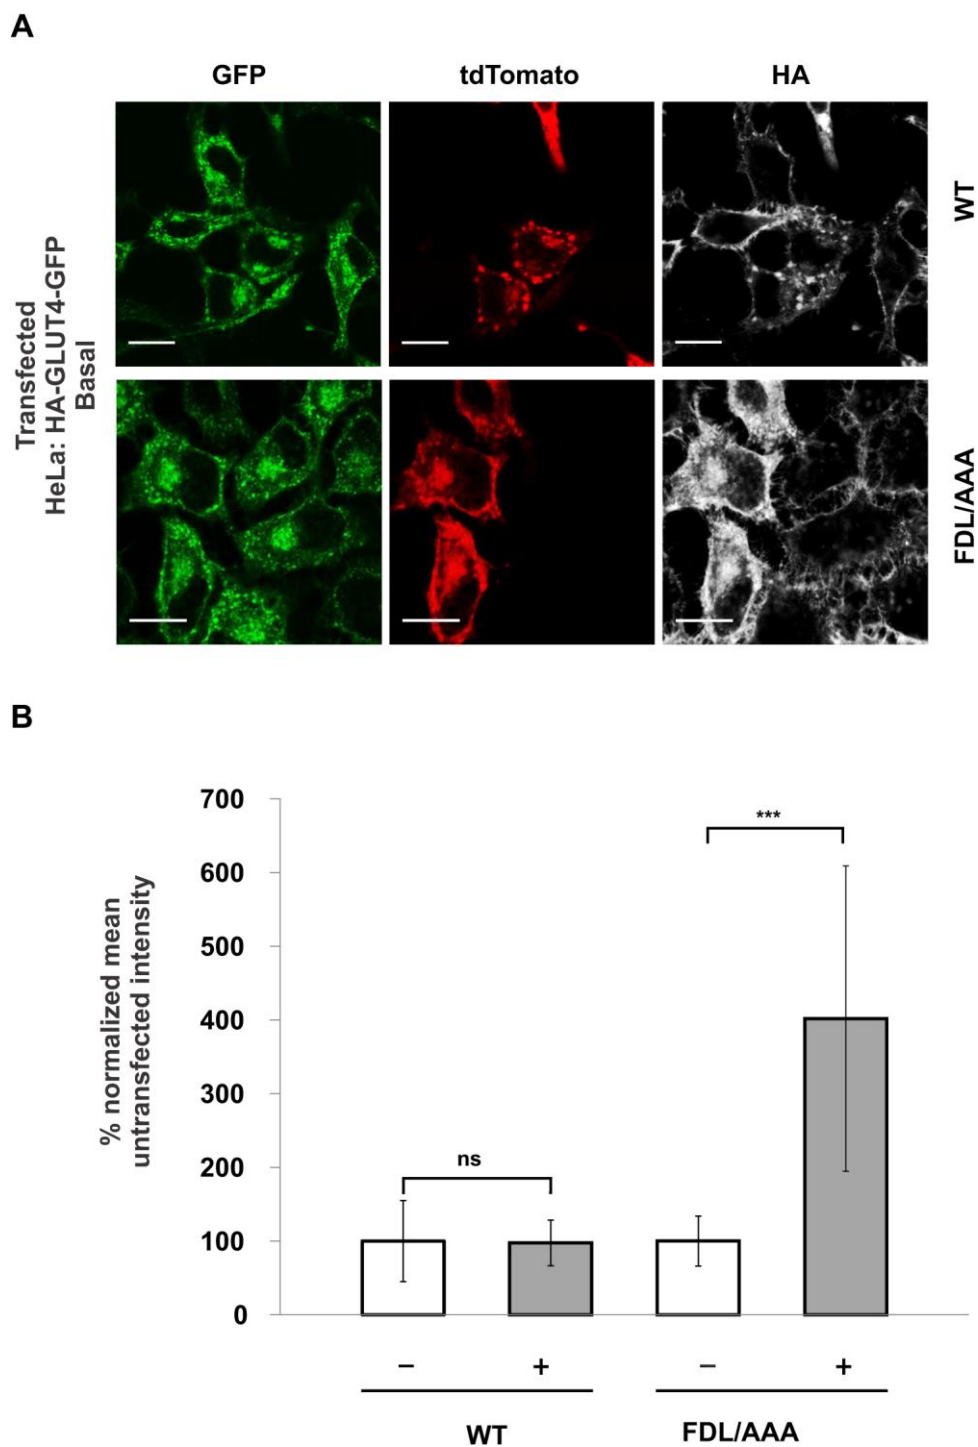 A
GFP
tdTomato
HA
Transfected
HeLa: HA-GLUT4-GFP
Basal
WT
FDL/AAA
B
% normalized mean
untransfected intensity
700
600
500
400
300
200
100
0
ns
***
– + – +
WT
FDL/AAA